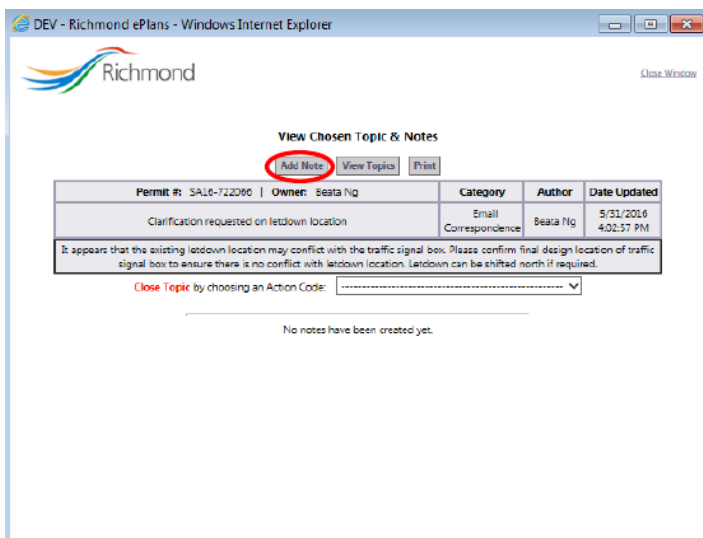 DEV - Richmond ePlans - Windows Internet Explorer
Richmond
Close Window
View Chosen Topic & Notes
Add Note View Topics Print
Permit #: SA16-722066 | Owner: Beata Ng Category Author Date Updated
Clarification requested on letdown location Email Correspondence Beata Ng 5/31/2016 4:02:57 PM
It appears that the existing letdown location may conflict with the traffic signal box. Please confirm final design location of traffic
signal box to ensure there is no conflict with letdown location. Letdown can be shifted north if required.
Close Topic by choosing an Action Code: --------------------------------------------------------
No notes have been created yet.